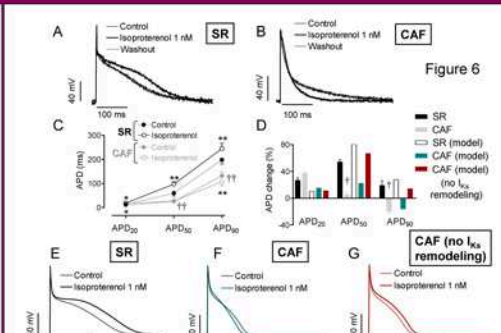 A
Control
Isoproterenol 1 nM
Washout
SR
40 mV
100 ms
B
Control
Isoproterenol 1 nM
Washout
CAF
40 mV
100 ms
Figure 6
C
SR
Control
Isoproterenol
CAF
Control
Isoproterenol
APD (ms)
300
200
100
0
** ** ** †† †† **
APD20 APD50 APD90
D
APD change (%)
80
40
0
-40
† †
APD20 APD50 APD90
SR
CAF
SR (model)
CAF (model)
CAF (model)
(no IKs
remodeling)
E
SR
Control
Isoproterenol 1 nM
F
CAF
Control
Isoproterenol 1 nM
G
CAF (no IKs
remodeling)
Control
Isoproterenol 1 nM